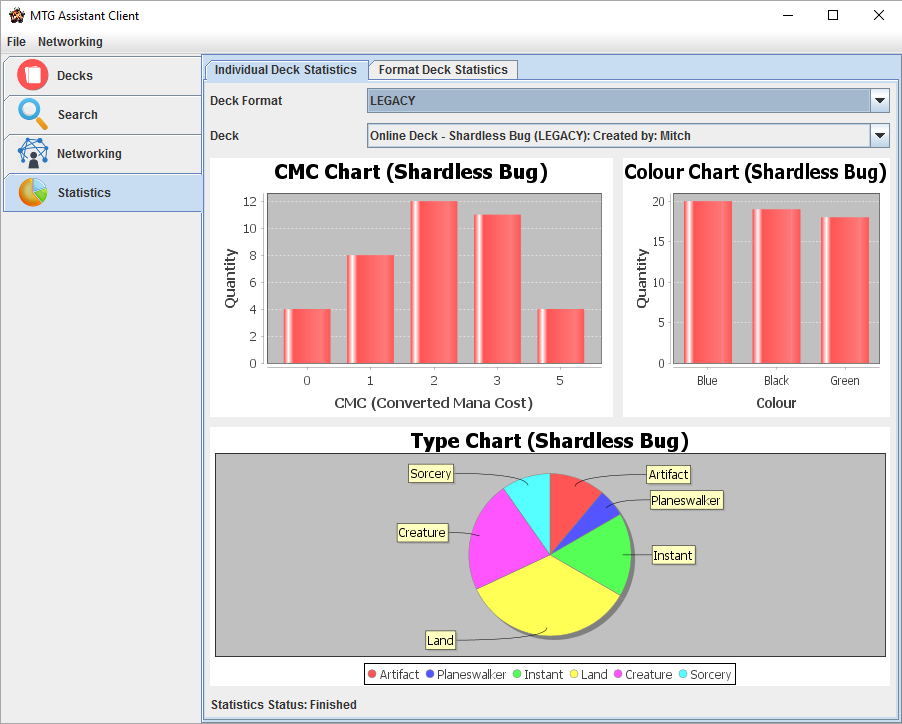 MTG Assistant Client
File Networking
Decks
Search
Networking
Statistics
Individual Deck Statistics Format Deck Statistics
Deck Format LEGACY
Deck Online Deck - Shardless Bug (LEGACY): Created by: Mitch
CMC Chart (Shardless Bug)
12
10
8
6
4
2
0
Quantity
0 1 2 3 5
CMC (Converted Mana Cost)
Colour Chart (Shardless Bug)
20
15
10
5
0
Quantity
Blue Black Green
Colour
Type Chart (Shardless Bug)
Sorcery Artifact
Planeswalker
Creature
Instant
Land
Artifact Planeswalker Instant Land Creature Sorcery
Statistics Status: Finished